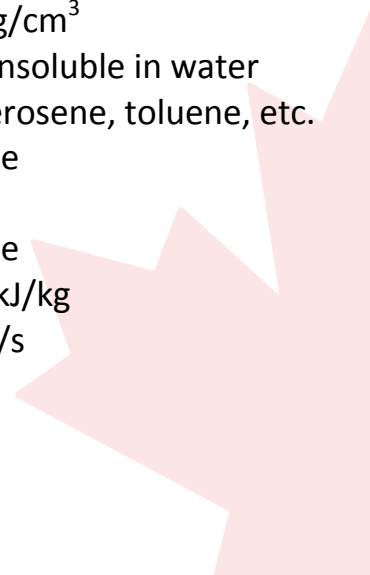 g/cm³
nsoluble in water
erosene, toluene, etc.
e
e
kJ/kg
/s